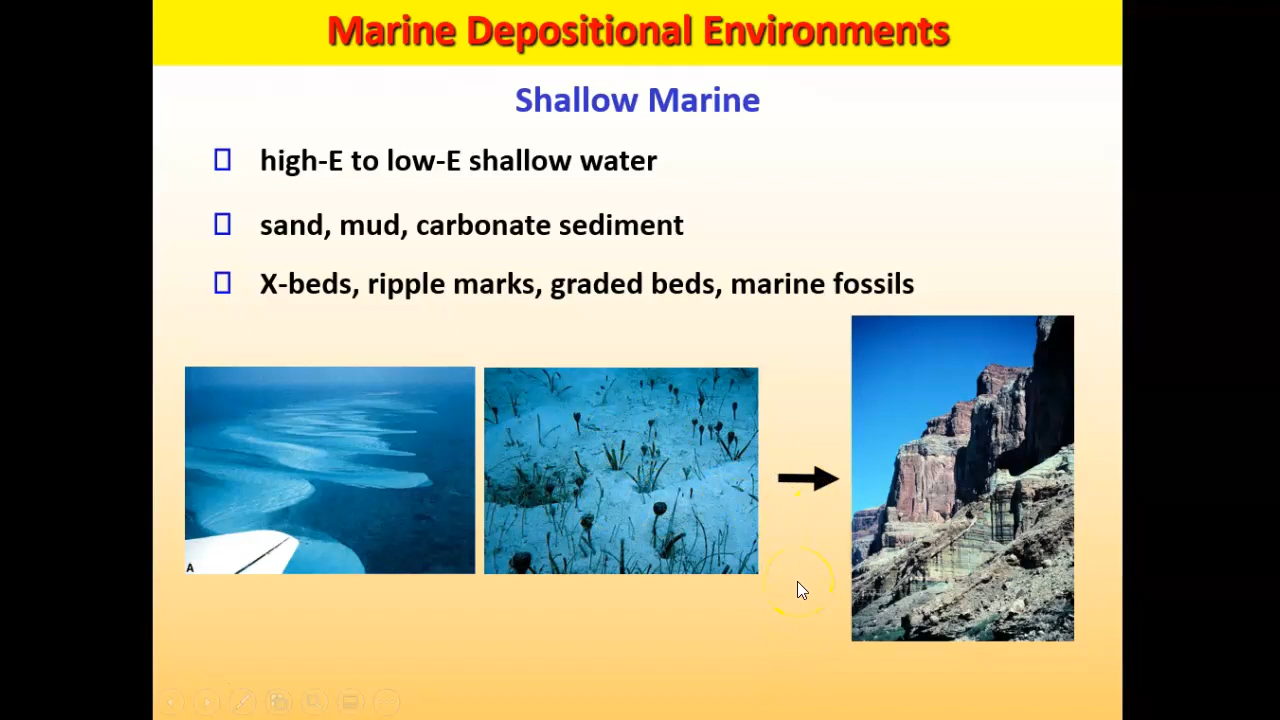 Marine Depositional Environments
Shallow Marine
high-E to low-E shallow water
sand, mud, carbonate sediment
X-beds, ripple marks, graded beds, marine fossils
A